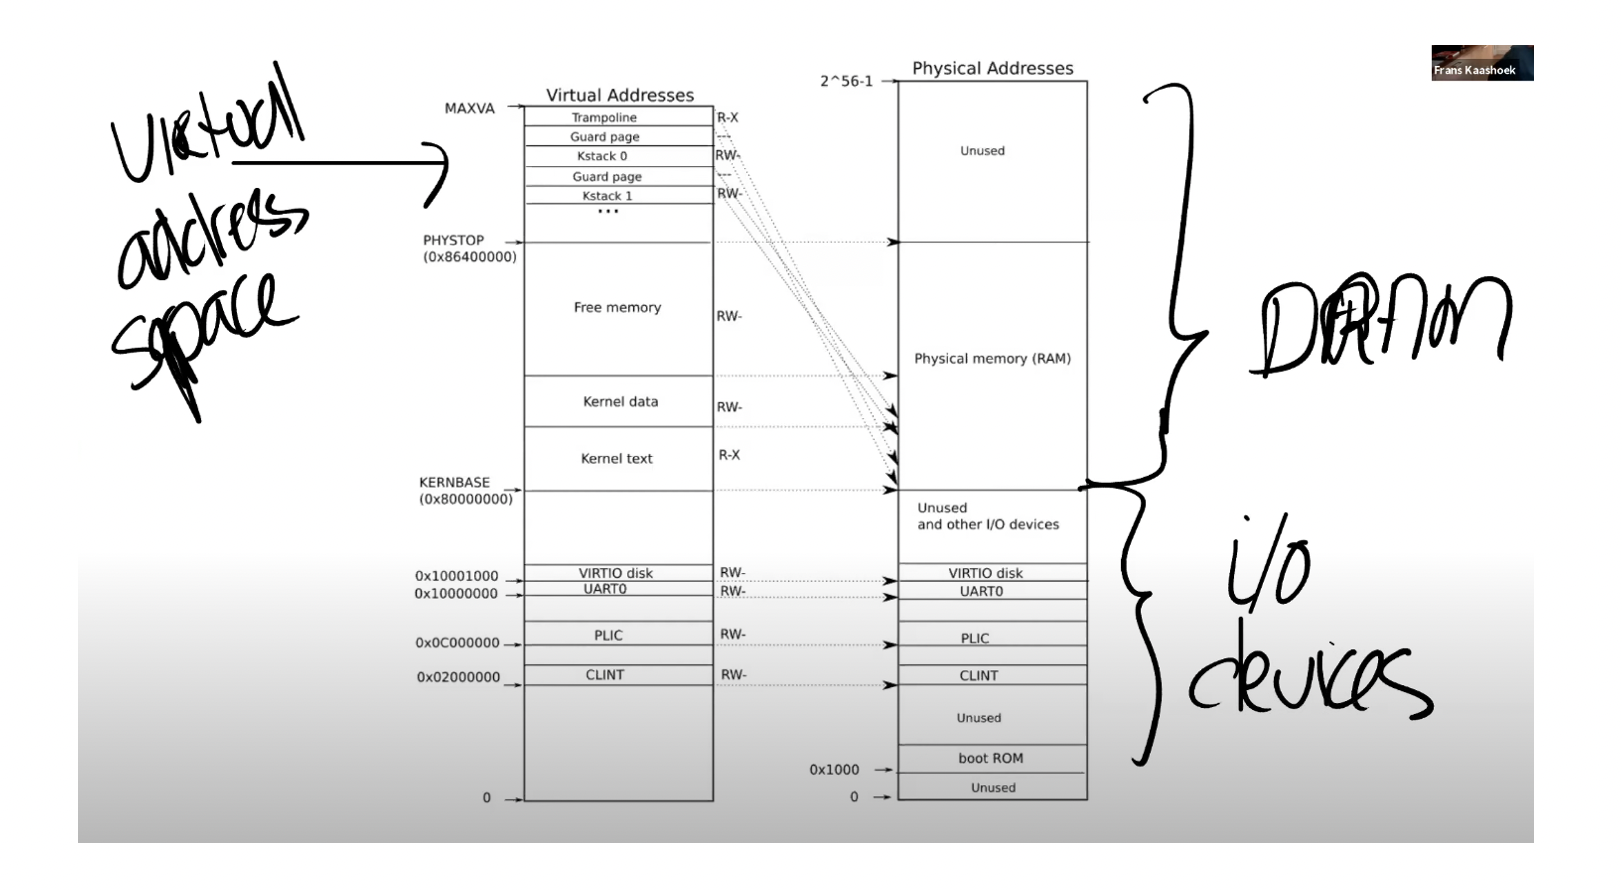 Frans Kaashoek
Virtual
address
space
Virtual Addresses
MAXVA
Trampoline
R-X
Guard page
---
Kstack 0
RW-
Guard page
---
Kstack 1
RW-
...
PHYSTOP
(0x86400000)
Free memory
RW-
Kernel data
RW-
Kernel text
R-X
KERNBASE
(0x80000000)
0x10001000
VIRTIO disk
RW-
0x10000000
UART0
RW-
0x0C000000
PLIC
RW-
0x02000000
CLINT
RW-
0
Physical Addresses
2^56-1
Unused
Physical memory (RAM)
Unused
and other I/O devices
VIRTIO disk
UART0
PLIC
CLINT
Unused
boot ROM
0x1000
Unused
0
DRAM
i/o
devices